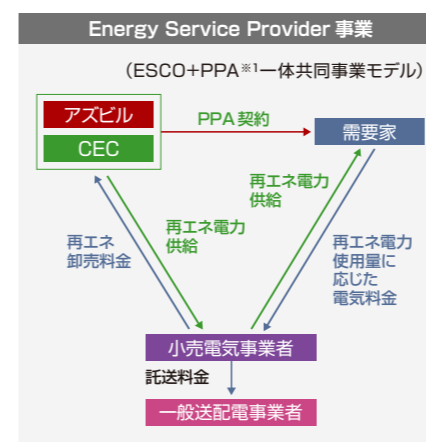 Energy Service Provider 事業
（ESCO+PPA※1一体共同事業モデル）
アズビル
CEC
PPA 契約
需要家
再エネ電力
供給
再エネ電力
供給
再エネ
卸売料金
再エネ電力
使用量に
応じた
電気料金
小売電気事業者
託送料金
一般送配電事業者